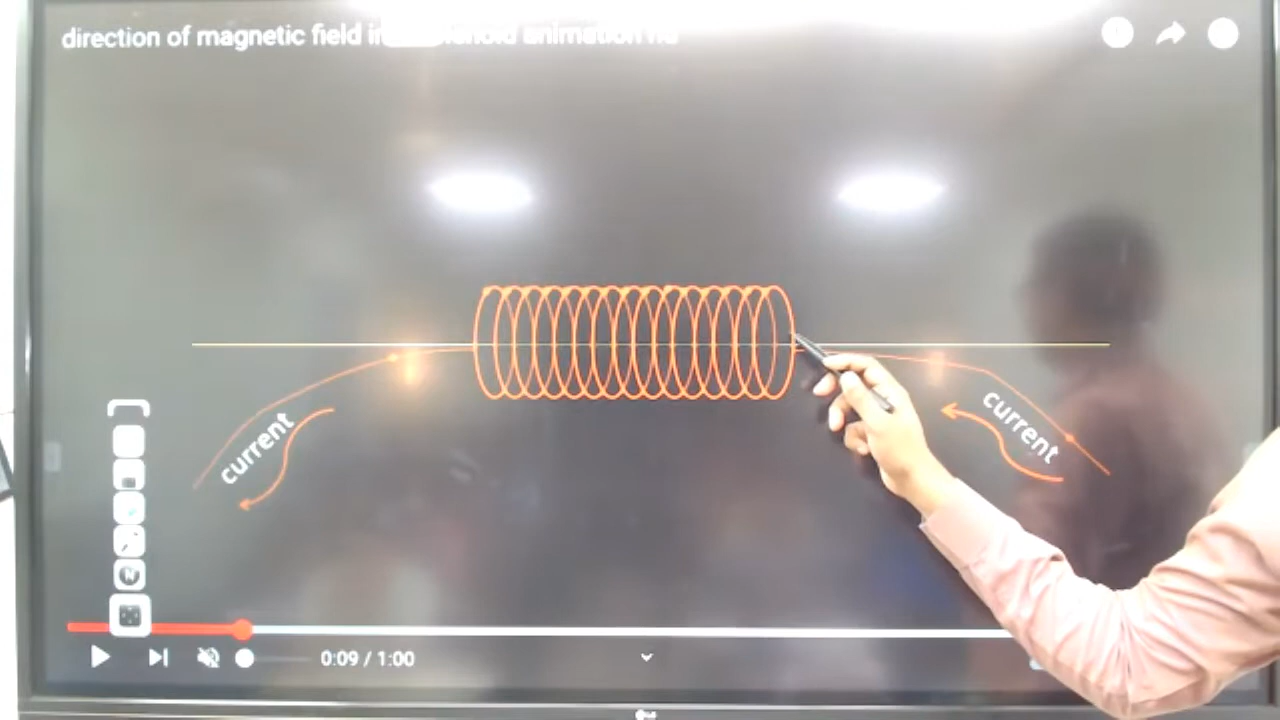 direction of magnetic field in
current
current
0:09 / 1:00